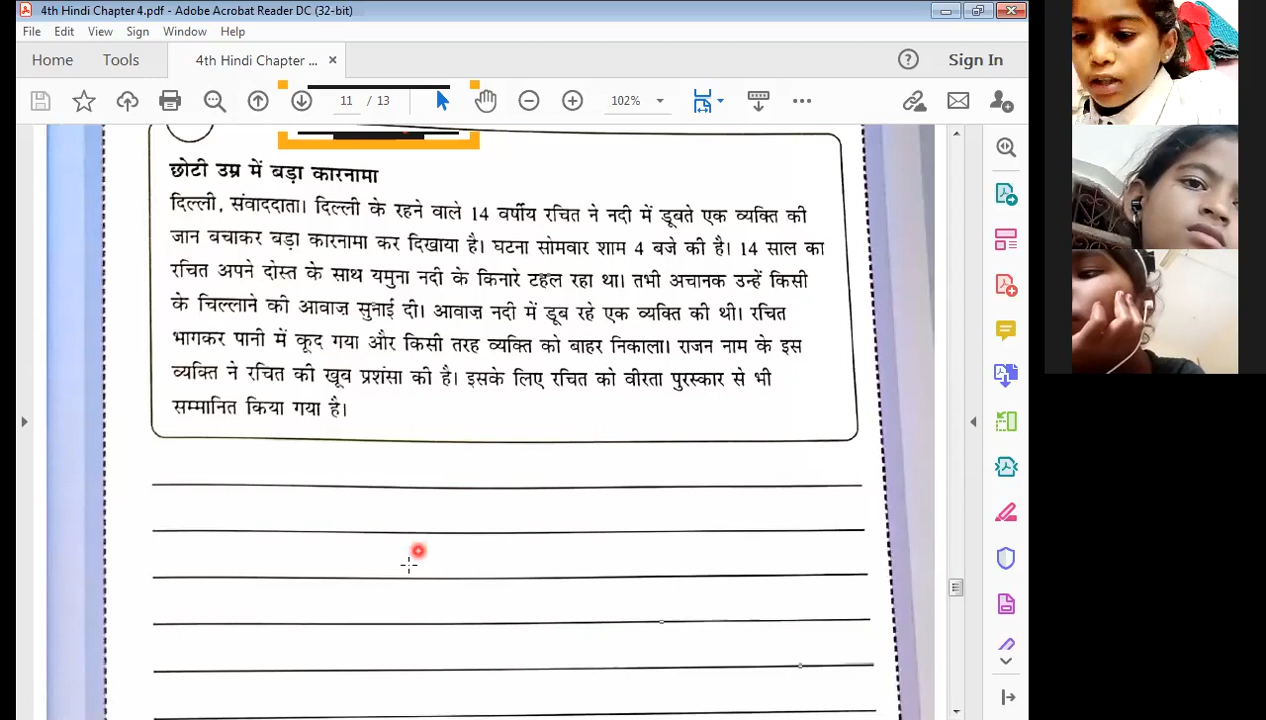 4th Hindi Chapter 4.pdf - Adobe Acrobat Reader DC (32-bit)
File Edit View Sign Window Help
Home Tools 4th Hindi Chapter ... × Sign In
11 / 13 102%
छोटी उम्र में बड़ा कारनामा
दिल्ली, संवाददाता। दिल्ली के रहने वाले 14 वर्षीय रचित ने नदी में डूबते एक व्यक्ति की
जान बचाकर बड़ा कारनामा कर दिखाया है। घटना सोमवार शाम 4 बजे की है। 14 साल का
रचित अपने दोस्त के साथ यमुना नदी के किनारे टहल रहा था। तभी अचानक उन्हें किसी
के चिल्लाने की आवाज़ सुनाई दी। आवाज़ नदी में डूब रहे एक व्यक्ति की थी। रचित
भागकर पानी में कूद गया और किसी तरह व्यक्ति को बाहर निकाला। राजन नाम के इस
व्यक्ति ने रचित की खूब प्रशंसा की है। इसके लिए रचित को वीरता पुरस्कार से भी
सम्मानित किया गया है।